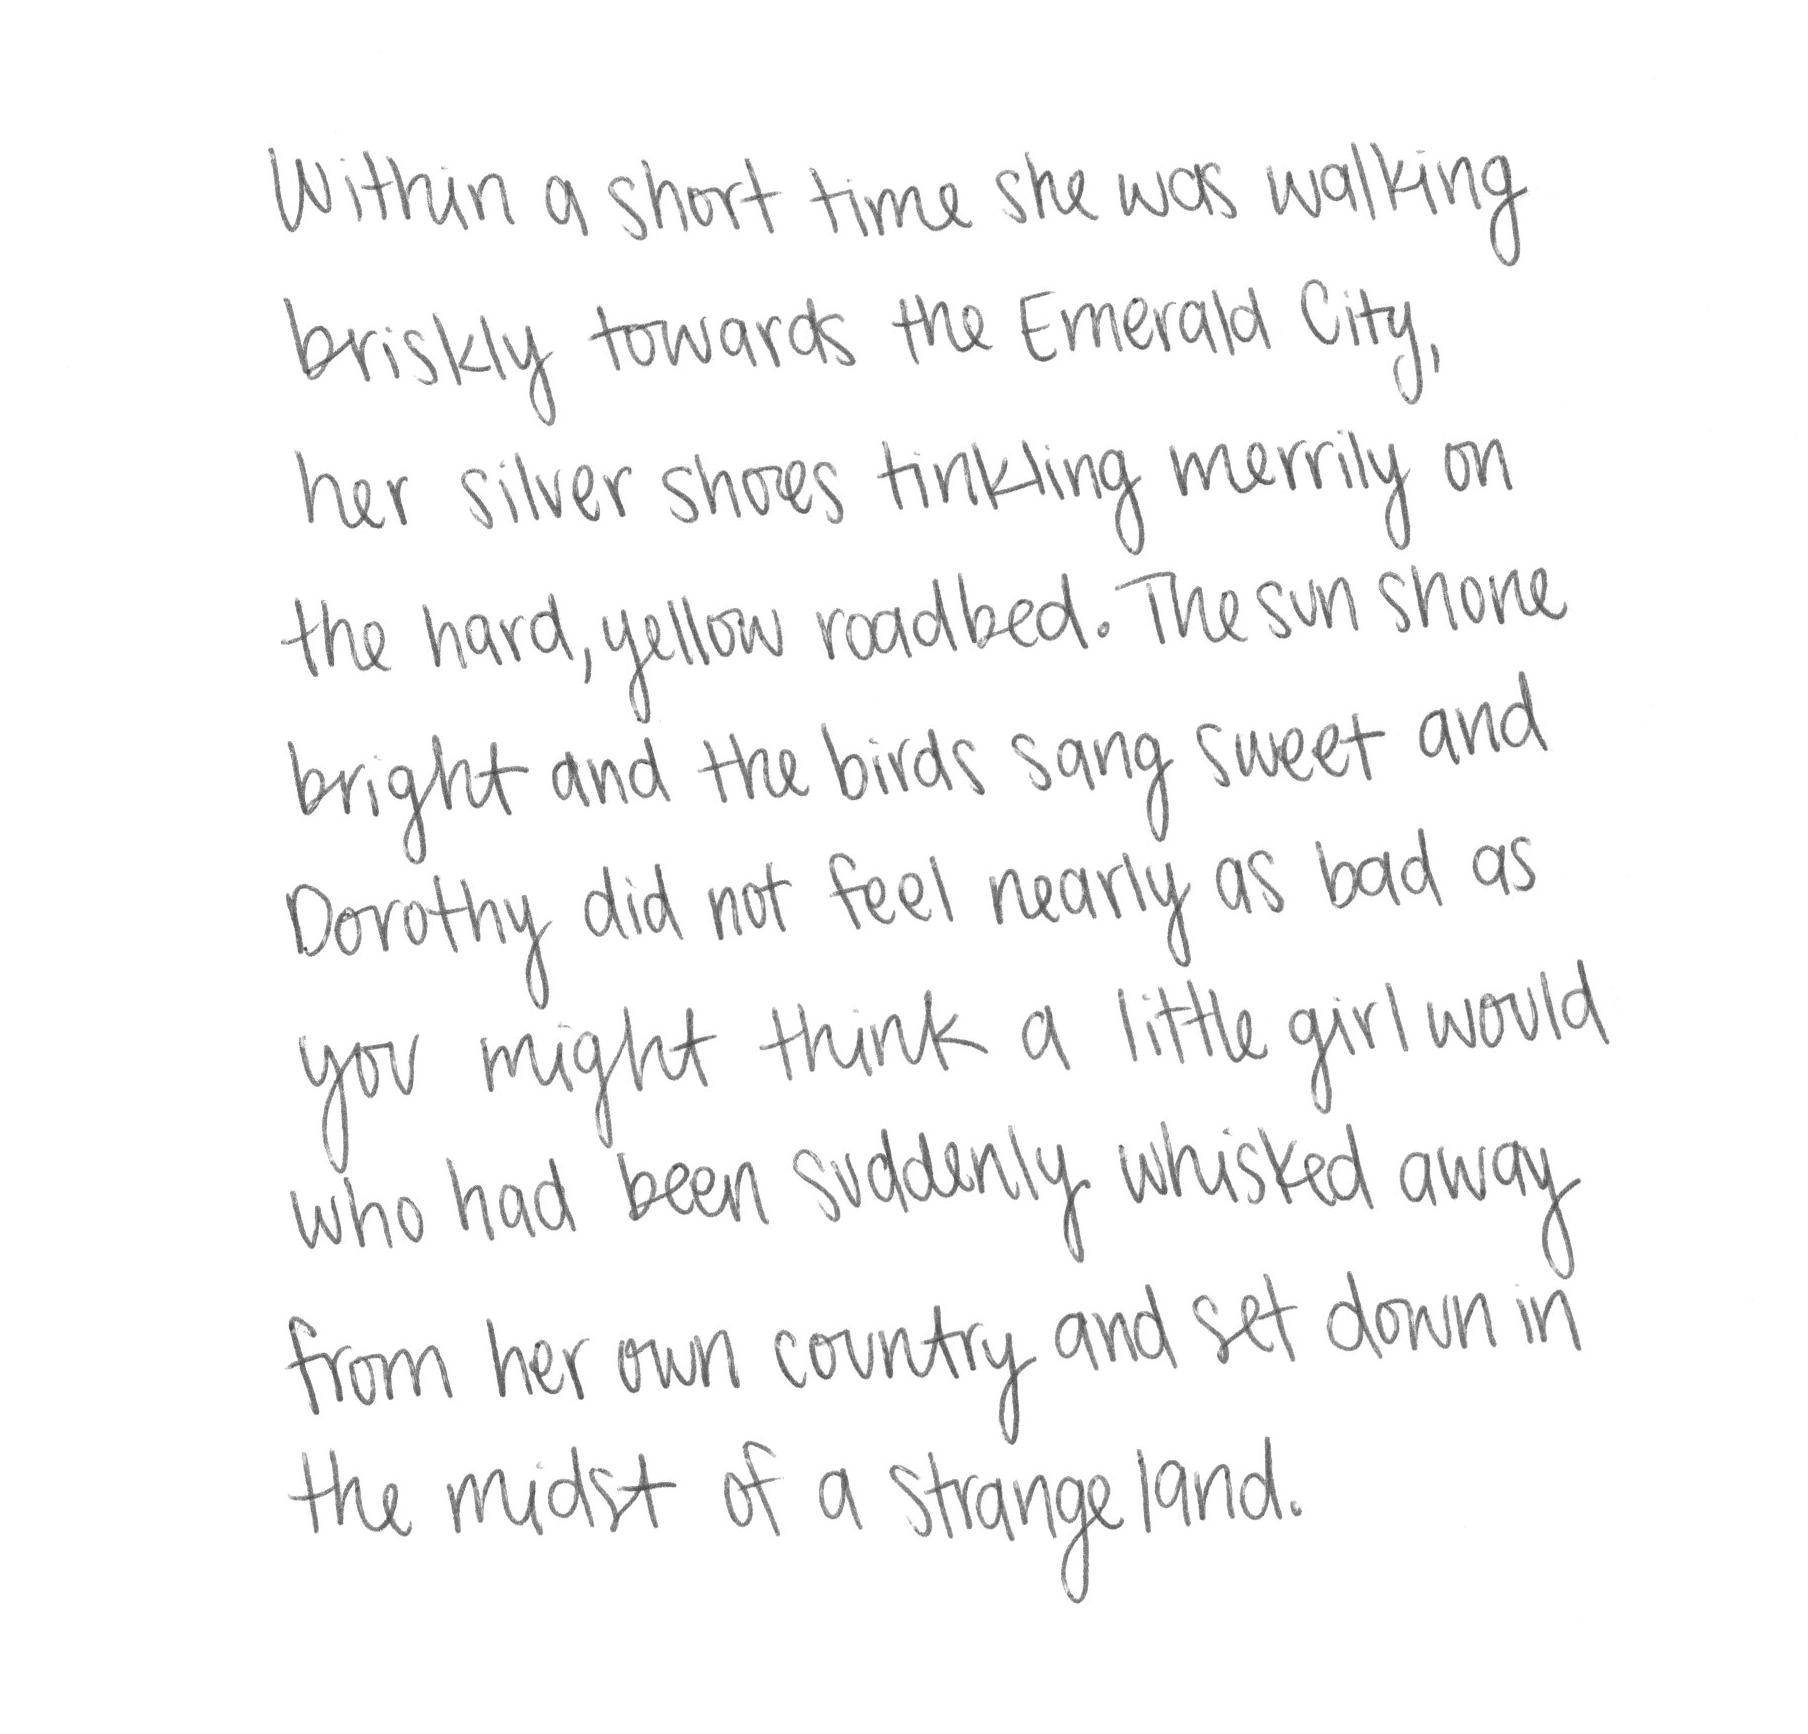 Within a short time she was walking
briskly towards the Emerald City,
her silver shoes tinkling merrily on
the hard, yellow roadbed. The sun shone
bright and the birds sang sweet and
Dorothy did not feel nearly as bad as
you might think a little girl would
who had been suddenly whisked away
from her own country and set down in
the midst of a strange land.